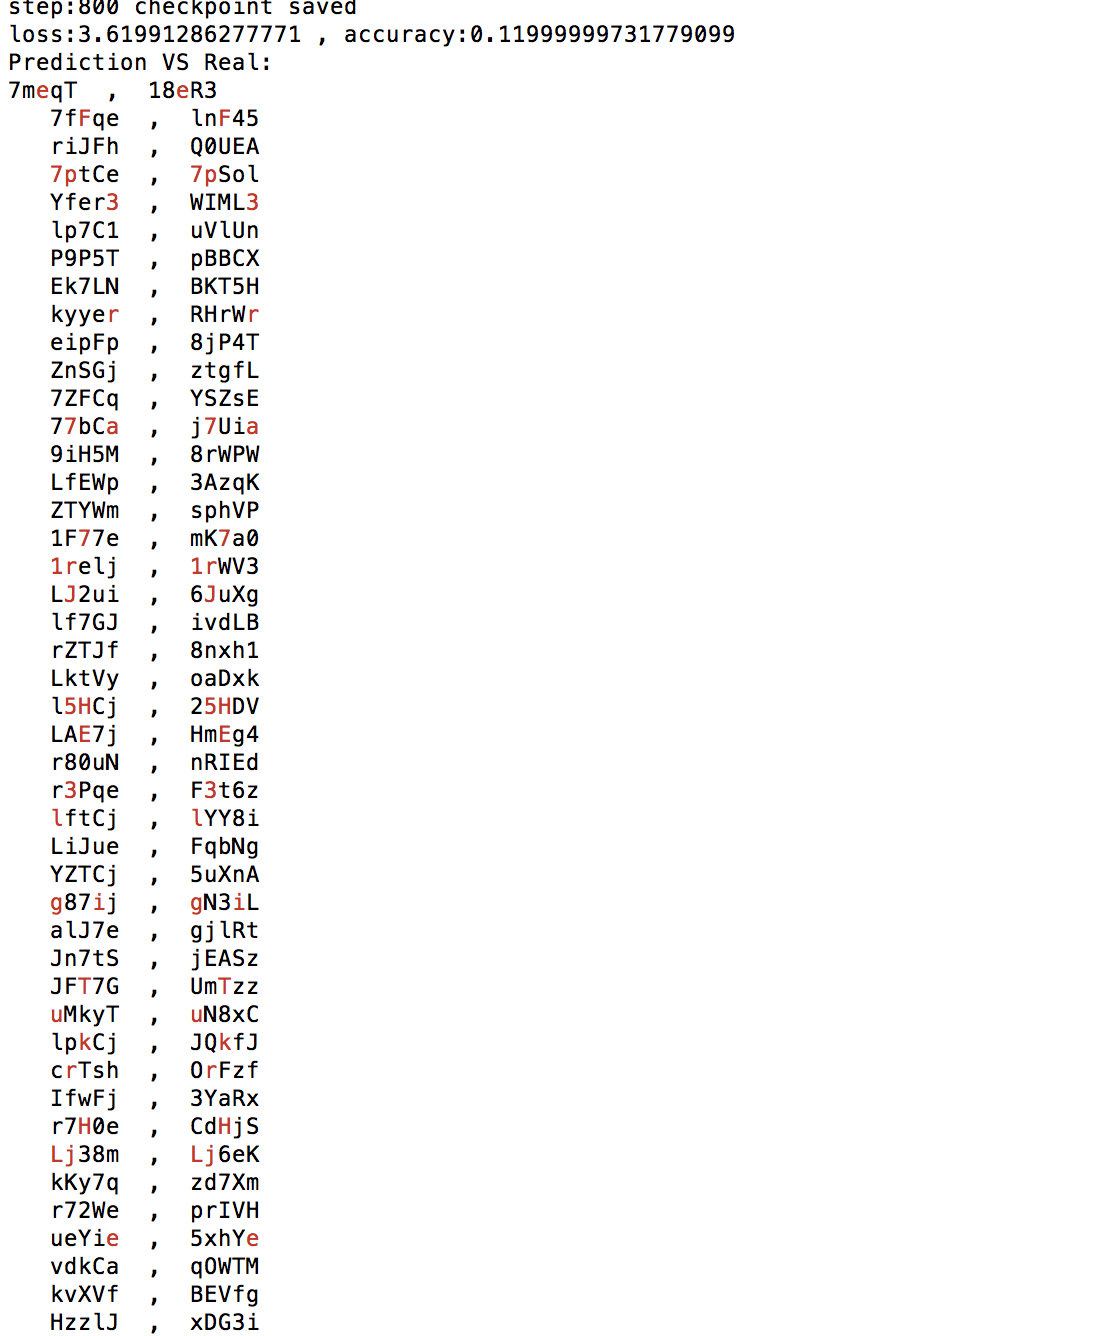 step:800 checkpoint saved
loss:3.61991286277771 , accuracy:0.11999999731779099
Prediction VS Real:
7meqT , 18eR3
7fFqe , lnF45
riJFh , Q0UEA
7ptCe , 7pSol
Yfer3 , WIML3
lp7C1 , uVlUn
P9P5T , pBBCX
Ek7LN , BKT5H
kyyer , RHrWr
eipFp , 8jP4T
ZnSGj , ztgfL
7ZFCq , YSZsE
77bCa , j7Uia
9iH5M , 8rWPW
LfEWp , 3AzqK
ZTYWm , sphVP
1F77e , mK7a0
1relj , 1rWV3
LJ2ui , 6JuXg
lf7GJ , ivdLB
rZTJf , 8nxh1
LktVy , oaDxk
l5HCj , 25HDV
LAE7j , HmEg4
r80uN , nRIEd
r3Pqe , F3t6z
lftCj , lYY8i
LiJue , FqbNg
YZTCj , 5uXnA
g87ij , gN3iL
alJ7e , gjlRt
Jn7tS , jEASz
JFT7G , UmTzz
uMkyT , uN8xC
lpkCj , JQkfJ
crTsh , OrFzf
IfwFj , 3YaRx
r7H0e , CdHjS
Lj38m , Lj6eK
kKy7q , zd7Xm
r72We , prIVH
ueYie , 5xhYe
vdkCa , qOWTM
kvXVf , BEVfg
HzzlJ , xDG3i